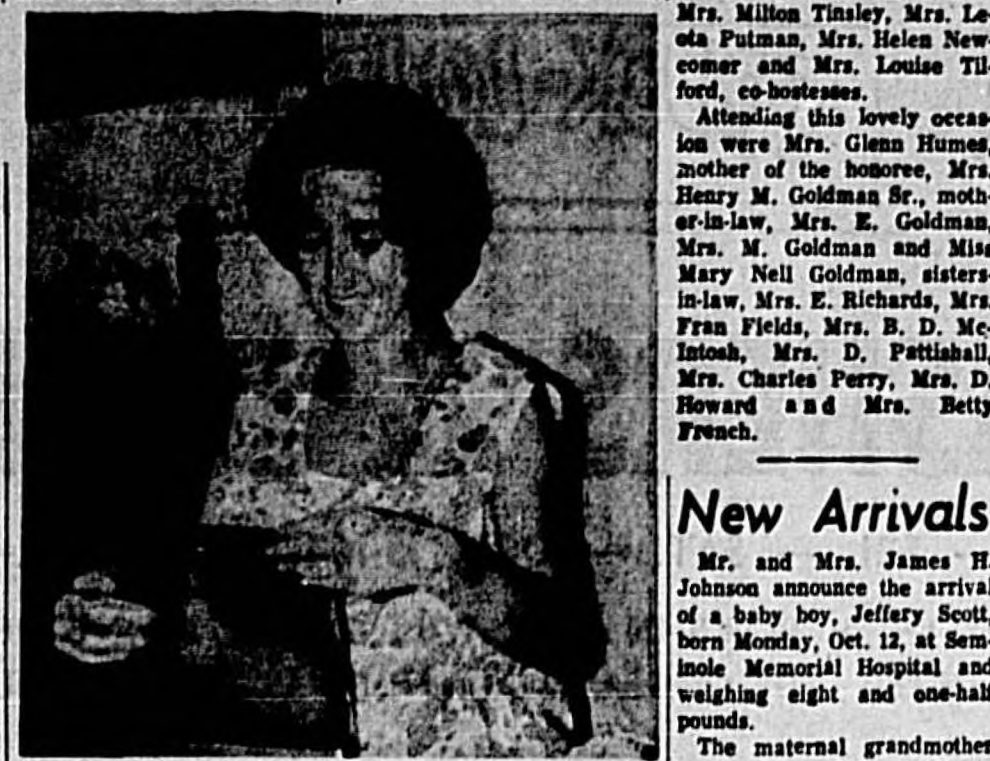 Mrs. Milton Tinsley, Mrs. Le-
ota Putman, Mrs. Helen New-
comer and Mrs. Louise Til-
ford, co-hostesses.
Attending this lovely occas-
ion were Mrs. Glenn Humes,
mother of the honoree, Mrs.
Henry M. Goldman Sr., moth-
er-in-law, Mrs. E. Goldman,
Mrs. M. Goldman and Miss
Mary Nell Goldman, sisters-
in-law, Mrs. E. Richards, Mrs.
Fran Fields, Mrs. B. D. Mc-
Intosh, Mrs. D. Pattishall,
Mrs. Charles Perry, Mrs. D.
Howard and Mrs. Betty
French.
New Arrivals
Mr. and Mrs. James H.
Johnson announce the arrival
of a baby boy, Jeffery Scott,
born Monday, Oct. 12, at Sem-
inole Memorial Hospital and
weighing eight and one-half
pounds.
The maternal grandmother